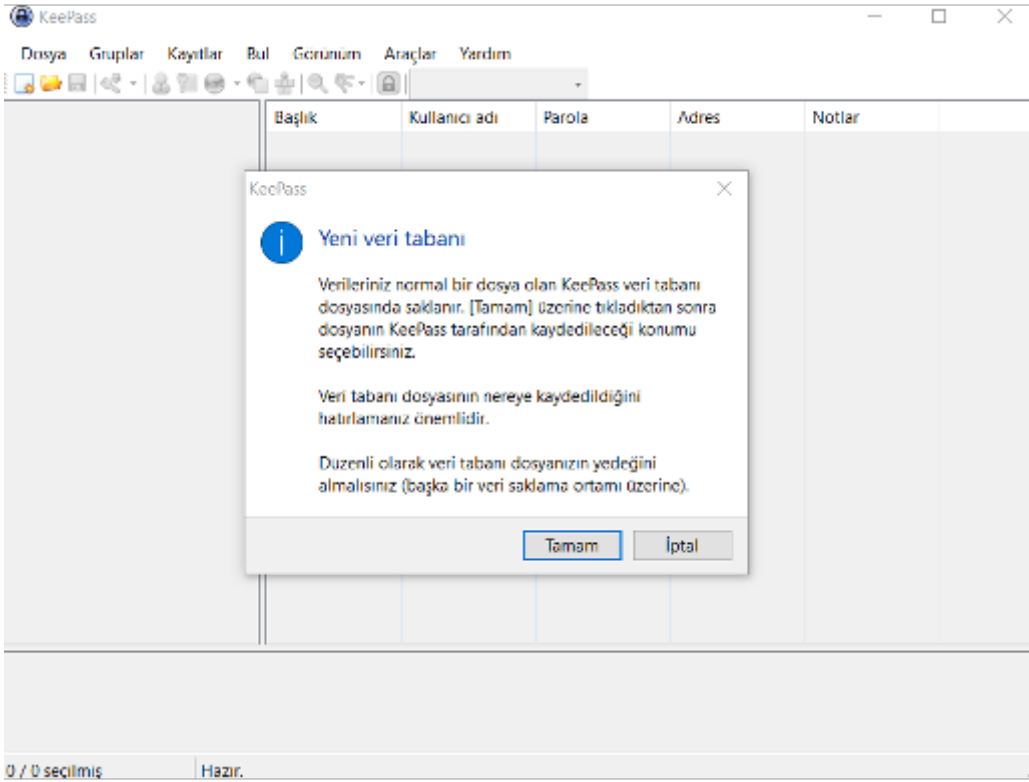 KeePass
Dosya Gruplar Kayıtlar Bul Görünüm Araçlar Yardım
Başlık Kullanıcı adı Parola Adres Notlar
KeePass
Yeni veri tabanı
Verileriniz normal bir dosya olan KeePass veri tabanı
dosyasında saklanır. [Tamam] üzerine tıkladıktan sonra
dosyanın KeePass tarafından kaydedileceği konumu
seçebilirsiniz.
Veri tabanı dosyasının nereye kaydedildiğini
hatırlamanız önemlidir.
Düzenli olarak veri tabanı dosyanızın yedeğini
almalısınız (başka bir veri saklama ortamı üzerine).
Tamam İptal
0 / 0 seçilmiş Hazır.